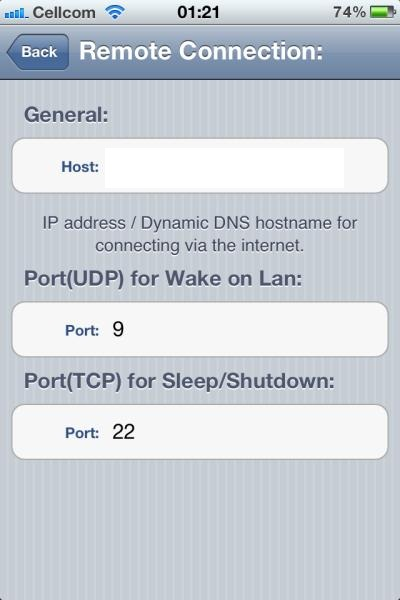 Cellcom 01:21 74%
Back Remote Connection:
General:
Host:
IP address / Dynamic DNS hostname for
connecting via the internet.
Port(UDP) for Wake on Lan:
Port: 9
Port(TCP) for Sleep/Shutdown:
Port: 22